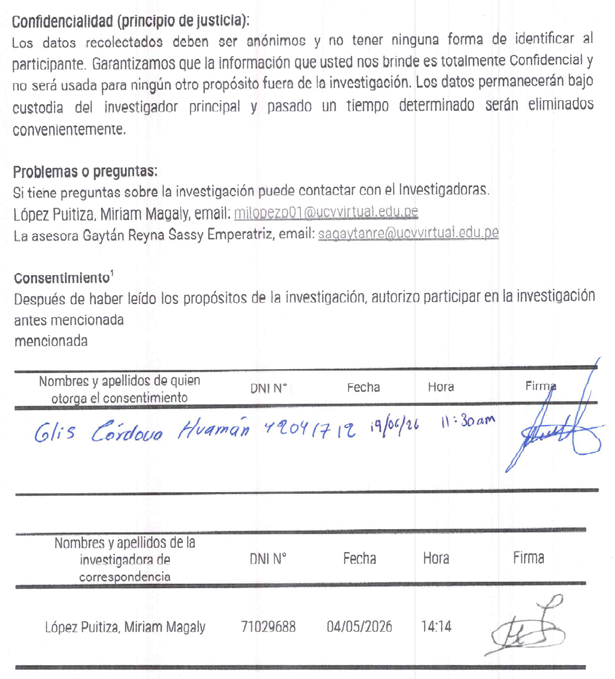 Confidencialidad (principio de justicia):
Los datos recolectados deben ser anónimos y no tener ninguna forma de identificar al
participante. Garantizamos que la información que usted nos brinde es totalmente Confidencial y
no será usada para ningún otro propósito fuera de la investigación. Los datos permanecerán bajo
custodia del investigador principal y pasado un tiempo determinado serán eliminados
convenientemente.
Problemas o preguntas:
Si tiene preguntas sobre la investigación puede contactar con el Investigadoras.
López Puitiza, Miriam Magaly, email: milopezp01@ucvvirtual.edu.pe
La asesora Gaytán Reyna Sassy Emperatriz, email: sagaytanre@ucvvirtual.edu.pe
Consentimiento¹
Después de haber leído los propósitos de la investigación, autorizo participar en la investigación
antes mencionada
mencionada
Nombres y apellidos de quien otorga el consentimiento DNI N° Fecha Hora Firma
Glis Córdova Huamán 42041712 19/06/26 11:30am
Nombres y apellidos de la investigadora de correspondencia DNI N° Fecha Hora Firma
López Puitiza, Miriam Magaly 71029688 04/05/2026 14:14